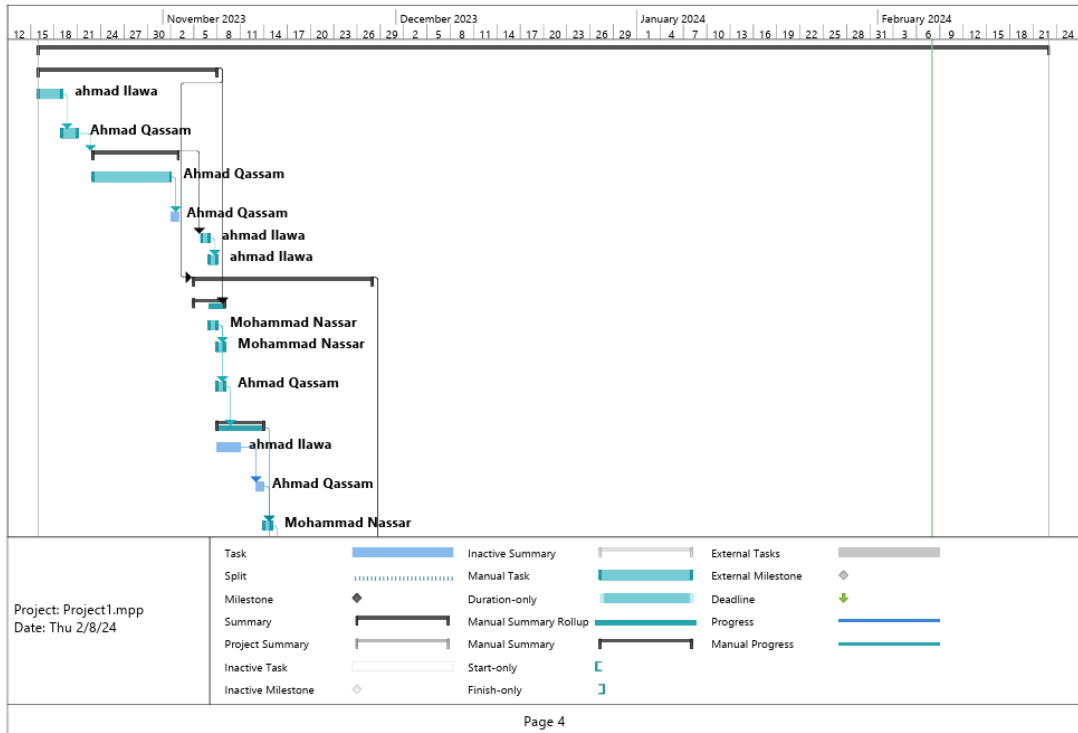 November 2023 December 2023 January 2024 February 2024
12 15 18 21 24 27 30 2 5 8 11 14 17 20 23 26 29 2 5 8 11 14 17 20 23 26 29 1 4 7 10 13 16 19 22 25 28 31 3 6 9 12 15 18 21 24
ahmad Ilawa
Ahmad Qassam
Ahmad Qassam
Ahmad Qassam
ahmad Ilawa
ahmad Ilawa
Mohammad Nassar
Mohammad Nassar
Ahmad Qassam
ahmad Ilawa
Ahmad Qassam
Mohammad Nassar
Project: Project1.mpp
Date: Thu 2/8/24
Task
Split
Milestone
Summary
Project Summary
Inactive Task
Inactive Milestone
Inactive Summary
Manual Task
Duration-only
Manual Summary Rollup
Manual Summary
Start-only
Finish-only
External Tasks
External Milestone
Deadline
Progress
Manual Progress
Page 4